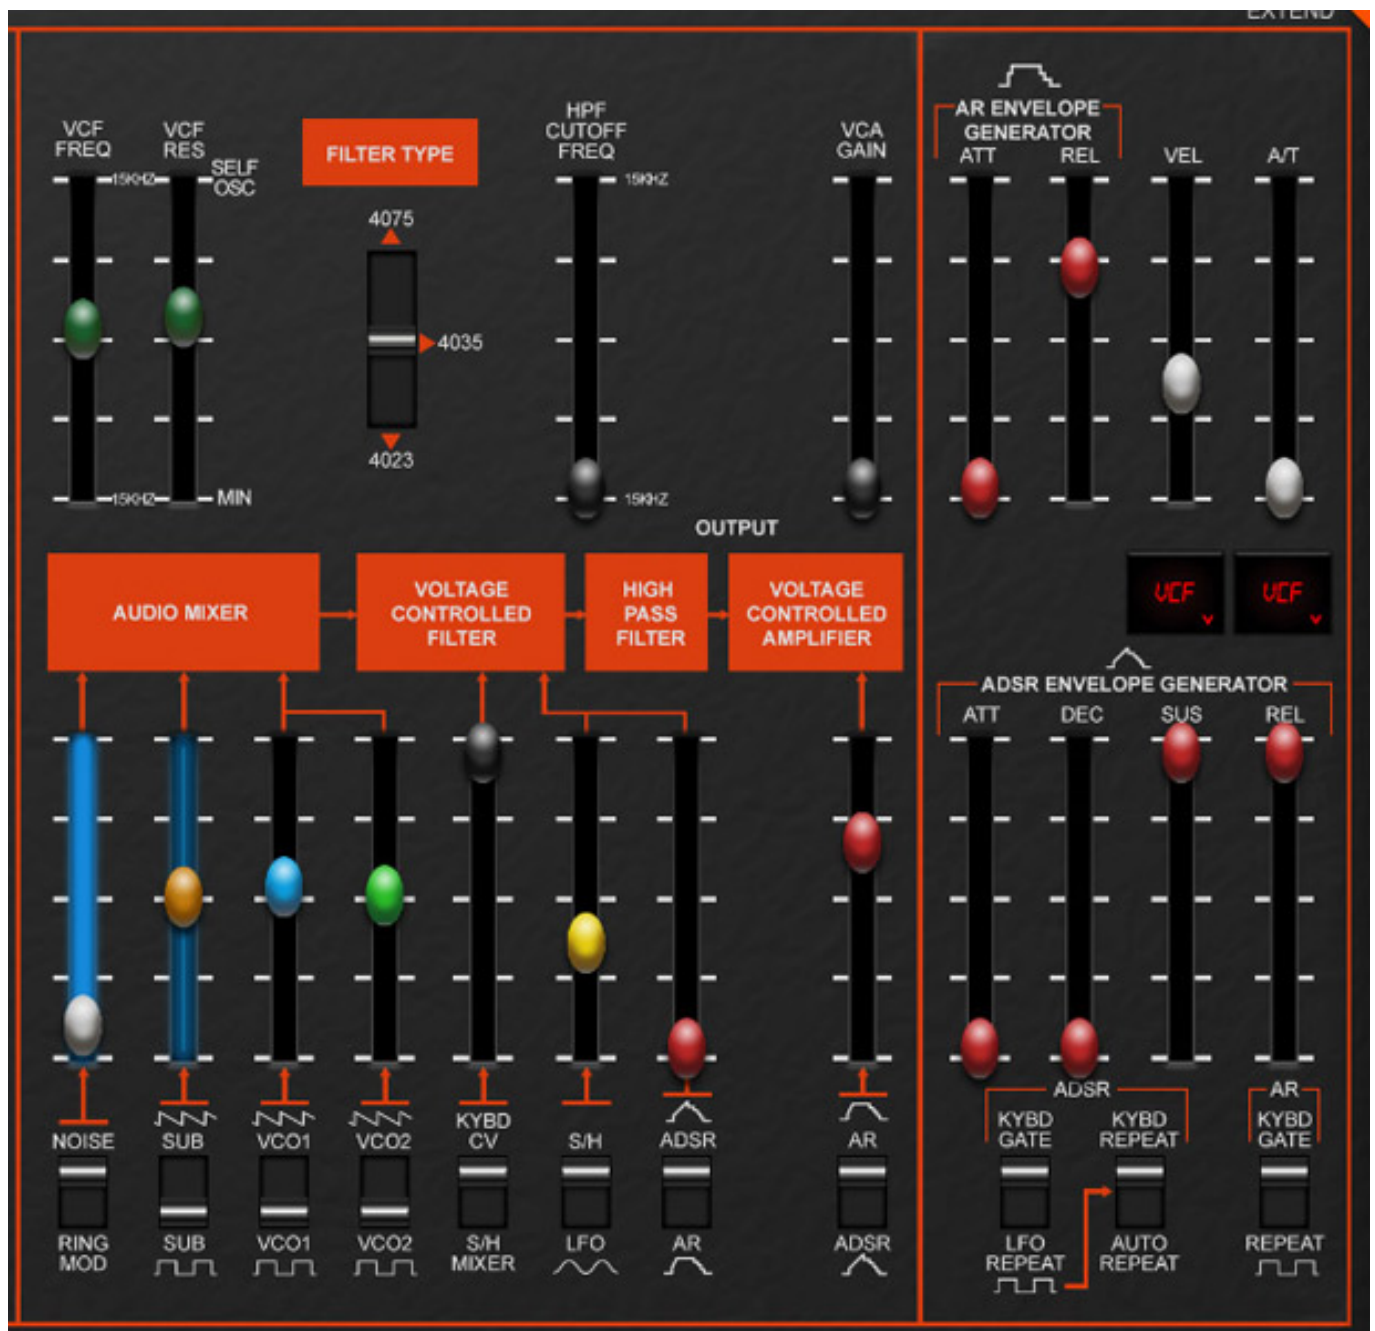 EXTEND
VCF
FREQ
VCF
RES
SELF
OSC
15KHZ
FILTER TYPE
4075
4035
4023
HPF
CUTOFF
FREQ
15KHZ
VCA
GAIN
AR ENVELOPE
GENERATOR
ATT
REL
VEL
A/T
15KHZ
MIN
15KHZ
OUTPUT
AUDIO MIXER
VOLTAGE
CONTROLLED
FILTER
HIGH
PASS
FILTER
VOLTAGE
CONTROLLED
AMPLIFIER
VCF
VCF
ADSR ENVELOPE GENERATOR
ATT
DEC
SUS
REL
NOISE
SUB
VCO1
VCO2
KYBD
CV
S/H
ADSR
AR
RING
MOD
SUB
VCO1
VCO2
S/H
MIXER
LFO
AR
ADSR
ADSR
KYBD
GATE
KYBD
REPEAT
AR
KYBD
GATE
LFO
REPEAT
AUTO
REPEAT
REPEAT